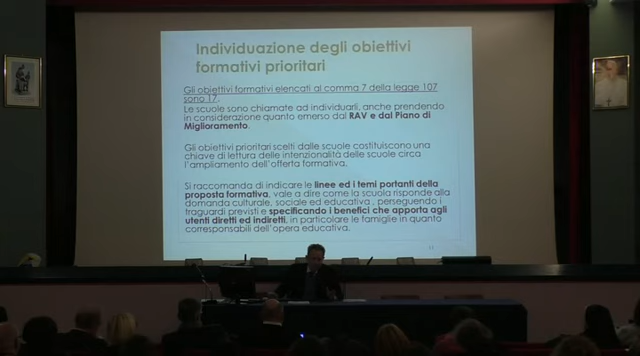 Individuazione degli obiettivi
formativi prioritari
Gli obiettivi formativi elencati al comma 7 della legge 107
sono 17.
Le scuole sono chiamate ad individuarli, anche prendendo
in considerazione quanto emerso dal RAV e dal Piano di
Miglioramento.
Gli obiettivi prioritari scelti dalle scuole costituiscono una
chiave di lettura delle intenzionalità delle scuole circa
l'ampliamento dell'offerta formativa.
Si raccomanda di indicare le linee ed i temi portanti della
proposta formativa, vale a dire come la scuola risponde alla
domanda culturale, sociale ed educativa, perseguendo i
traguardi previsti e specificando i benefici che apporta agli
utenti diretti ed indiretti, in particolare le famiglie in quanto
corresponsabili dell'opera educativa.